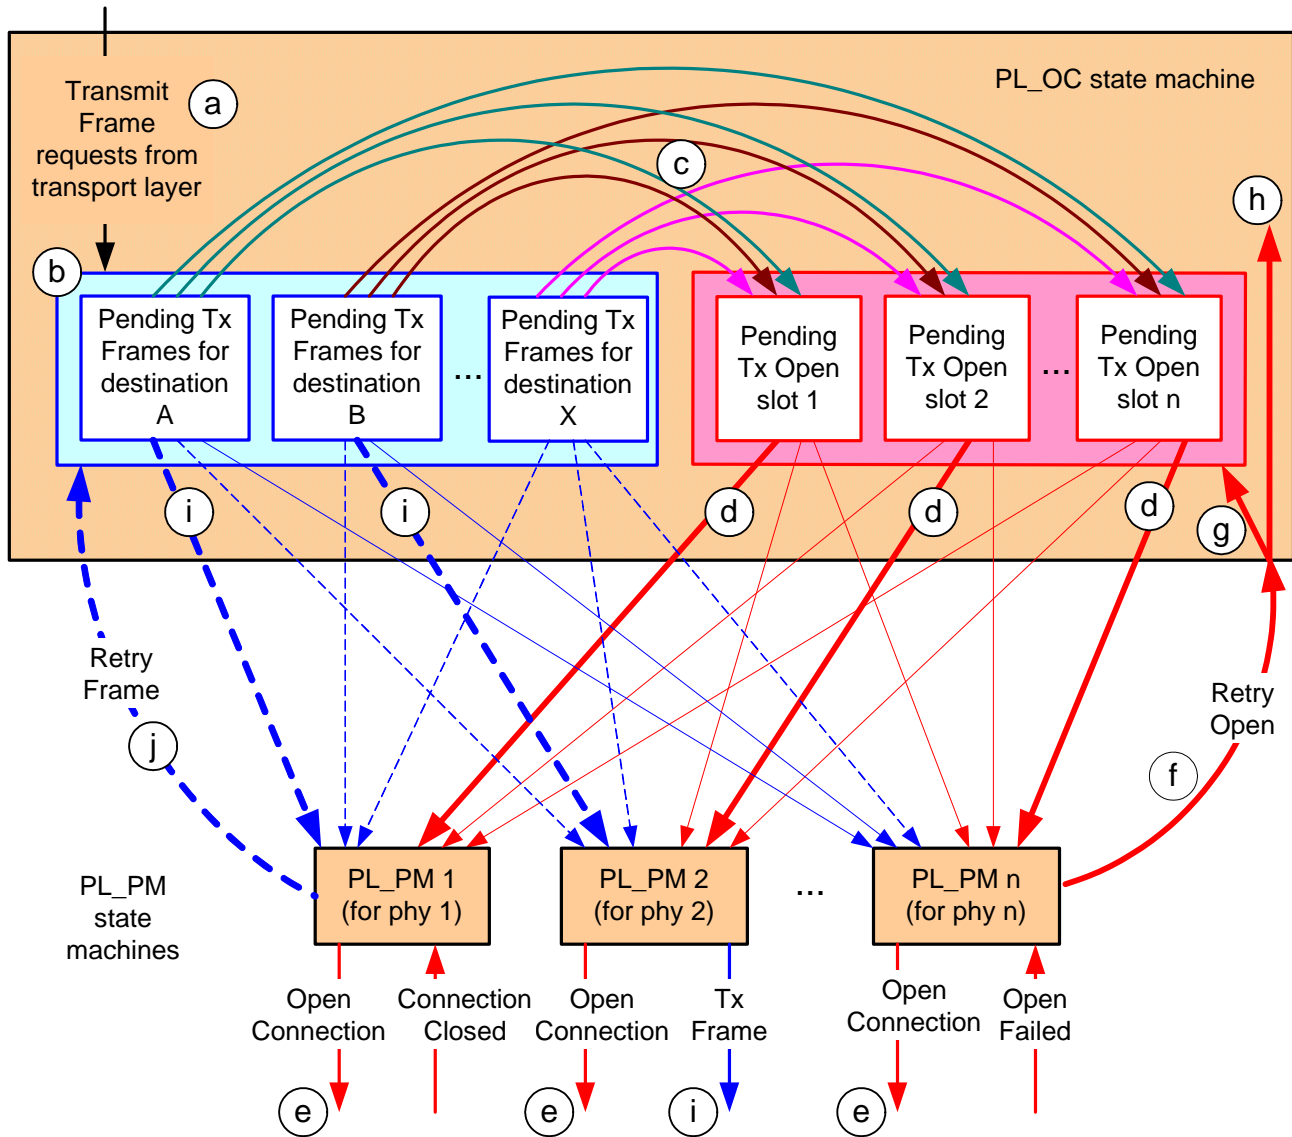 Transmit
Frame
requests from
transport layer
a
PL_OC state machine
c
h
b
Pending Tx
Frames for
destination
A
Pending Tx
Frames for
destination
B
...
Pending Tx
Frames for
destination
X
Pending
Tx Open
slot 1
Pending
Tx Open
slot 2
...
Pending
Tx Open
slot n
i
i
d
d
d
g
Retry
Frame
j
Retry
Open
f
PL_PM
state
machines
PL_PM 1
(for phy 1)
PL_PM 2
(for phy 2)
...
PL_PM n
(for phy n)
Open
Connection
Connection
Closed
Open
Connection
Tx
Frame
Open
Connection
Open
Failed
e
e
i
e